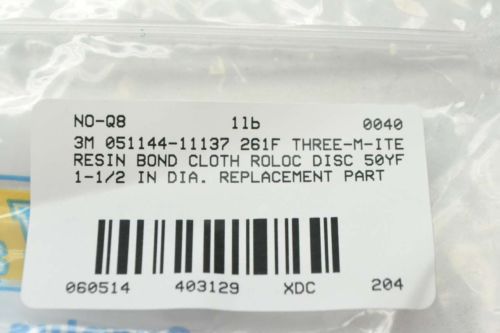 NO-Q8 1lb 0040
3M 051144-11137 261F THREE-M-ITE
RESIN BOND CLOTH ROLOC DISC 50YF
1-1/2 IN DIA. REPLACEMENT PART
060514 403129 XDC 204